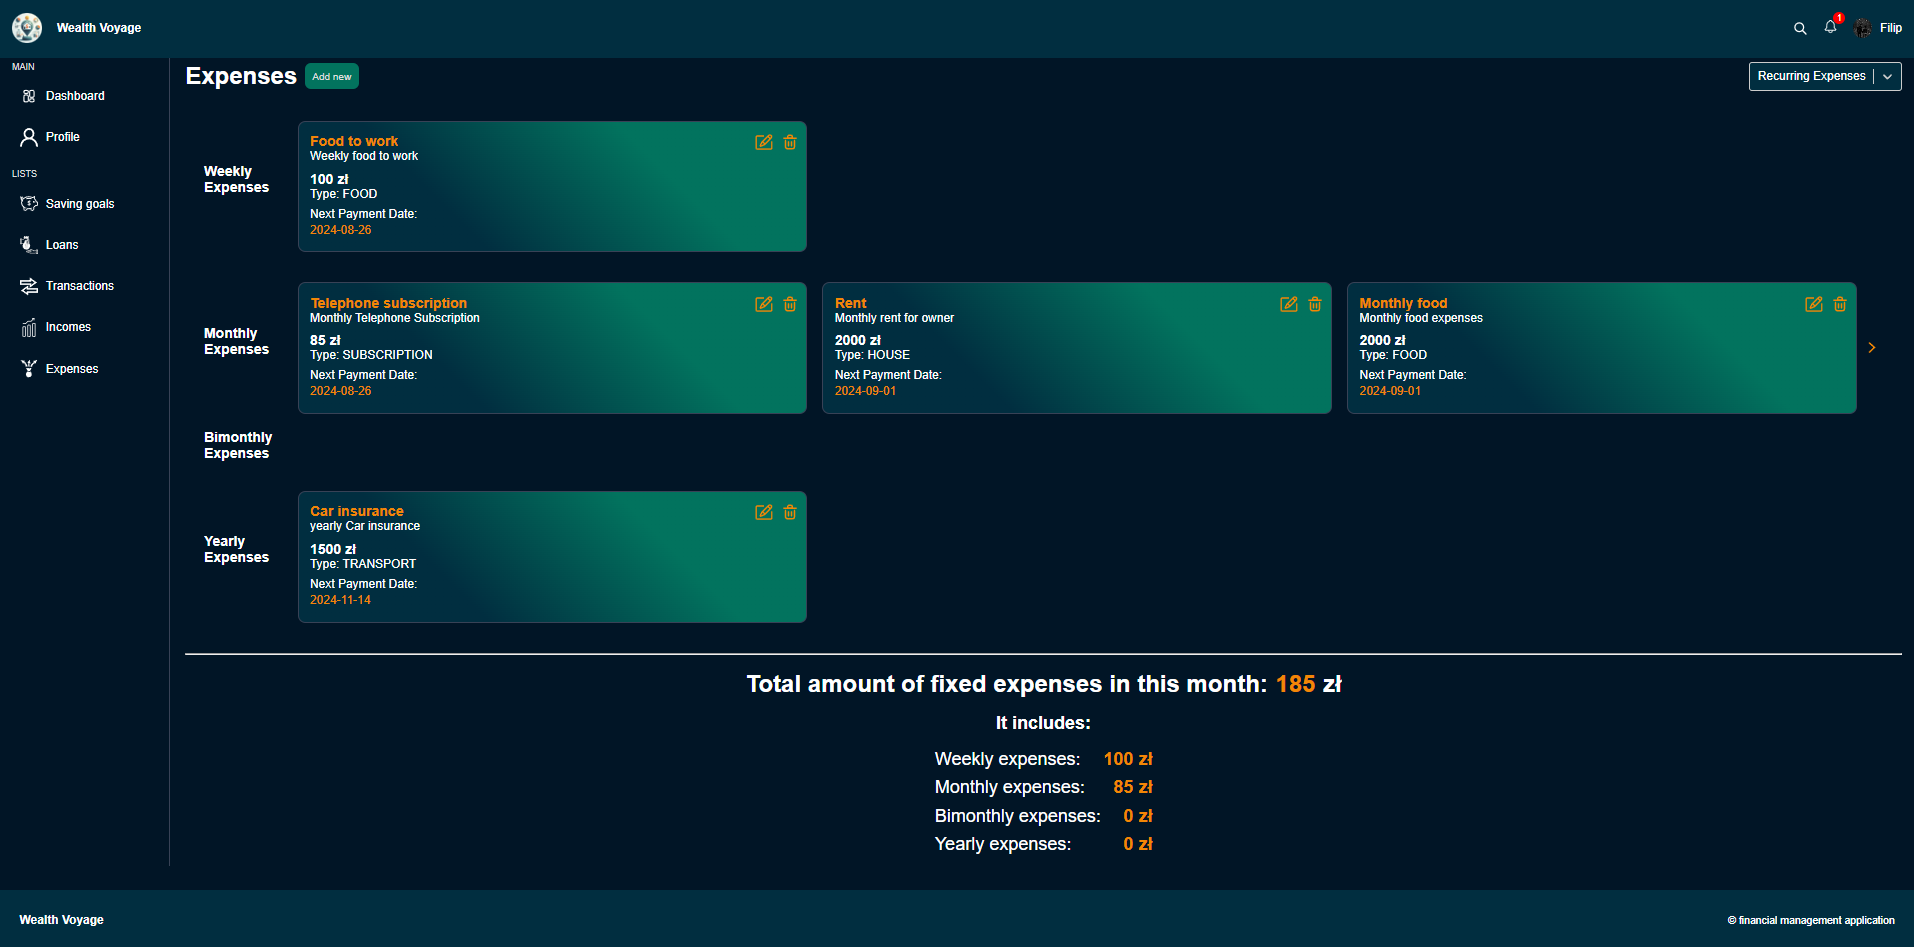 Wealth Voyage
1
Filip
MAIN
Dashboard
Profile
LISTS
Saving goals
Loans
Transactions
Incomes
Expenses
Expenses
Add new
Recurring Expenses
Weekly
Expenses
Food to work
Weekly food to work
100 zł
Type: FOOD
Next Payment Date:
2024-08-26
Monthly
Expenses
Telephone subscription
Monthly Telephone Subscription
85 zł
Type: SUBSCRIPTION
Next Payment Date:
2024-08-26
Rent
Monthly rent for owner
2000 zł
Type: HOUSE
Next Payment Date:
2024-09-01
Monthly food
Monthly food expenses
2000 zł
Type: FOOD
Next Payment Date:
2024-09-01
Bimonthly
Expenses
Yearly
Expenses
Car insurance
yearly Car insurance
1500 zł
Type: TRANSPORT
Next Payment Date:
2024-11-14
Total amount of fixed expenses in this month: 185 zł
It includes:
Weekly expenses: 100 zł
Monthly expenses: 85 zł
Bimonthly expenses: 0 zł
Yearly expenses: 0 zł
Wealth Voyage
© financial management application